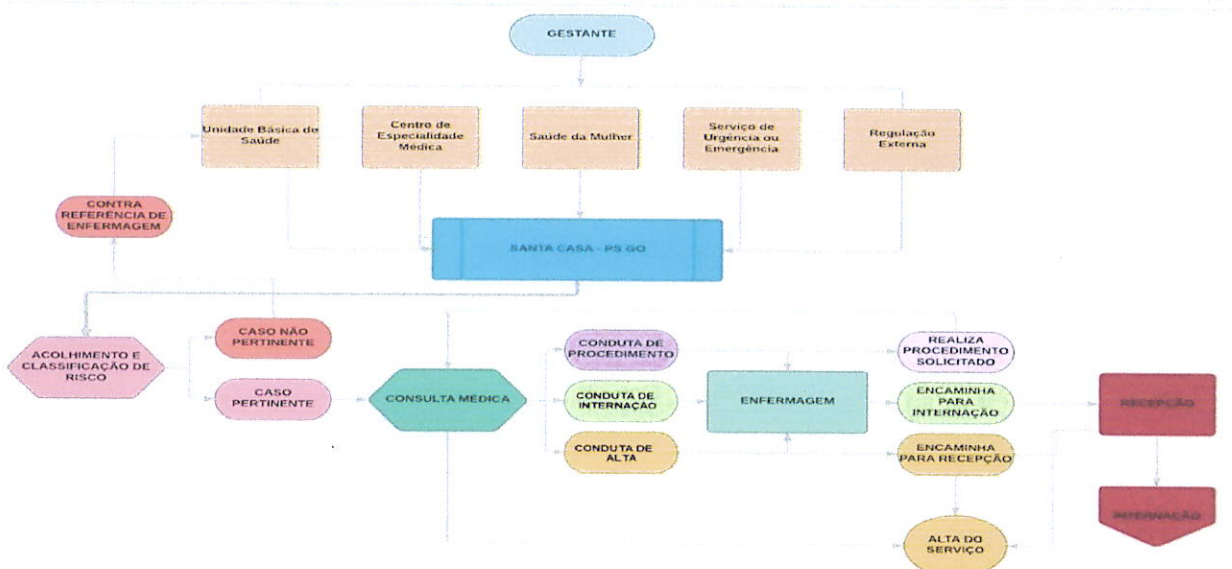 GESTANTE
Unidade Básica de
Saúde
Centro de
Especialidade
Médica
Saúde da Mulher
Serviço de
Urgência ou
Emergência
Regulação
Externa
CONTRA
REFERÊNCIA DE
ENFERMAGEM
SANTA CASA - PS GO
ACOLHIMENTO E
CLASSIFICAÇÃO DE
RISCO
CASO NÃO
PERTINENTE
CASO
PERTINENTE
CONSULTA MÉDICA
CONDUTA DE
PROCEDIMENTO
CONDUTA DE
INTERNAÇÃO
CONDUTA DE
ALTA
ENFERMAGEM
REALIZA
PROCEDIMENTO
SOLICITADO
ENCAMINHA
PARA
INTERNAÇÃO
ENCAMINHA
PARA RECEPÇÃO
ALTA DO
SERVIÇO
RECEPÇÃO
INTERNAÇÃO